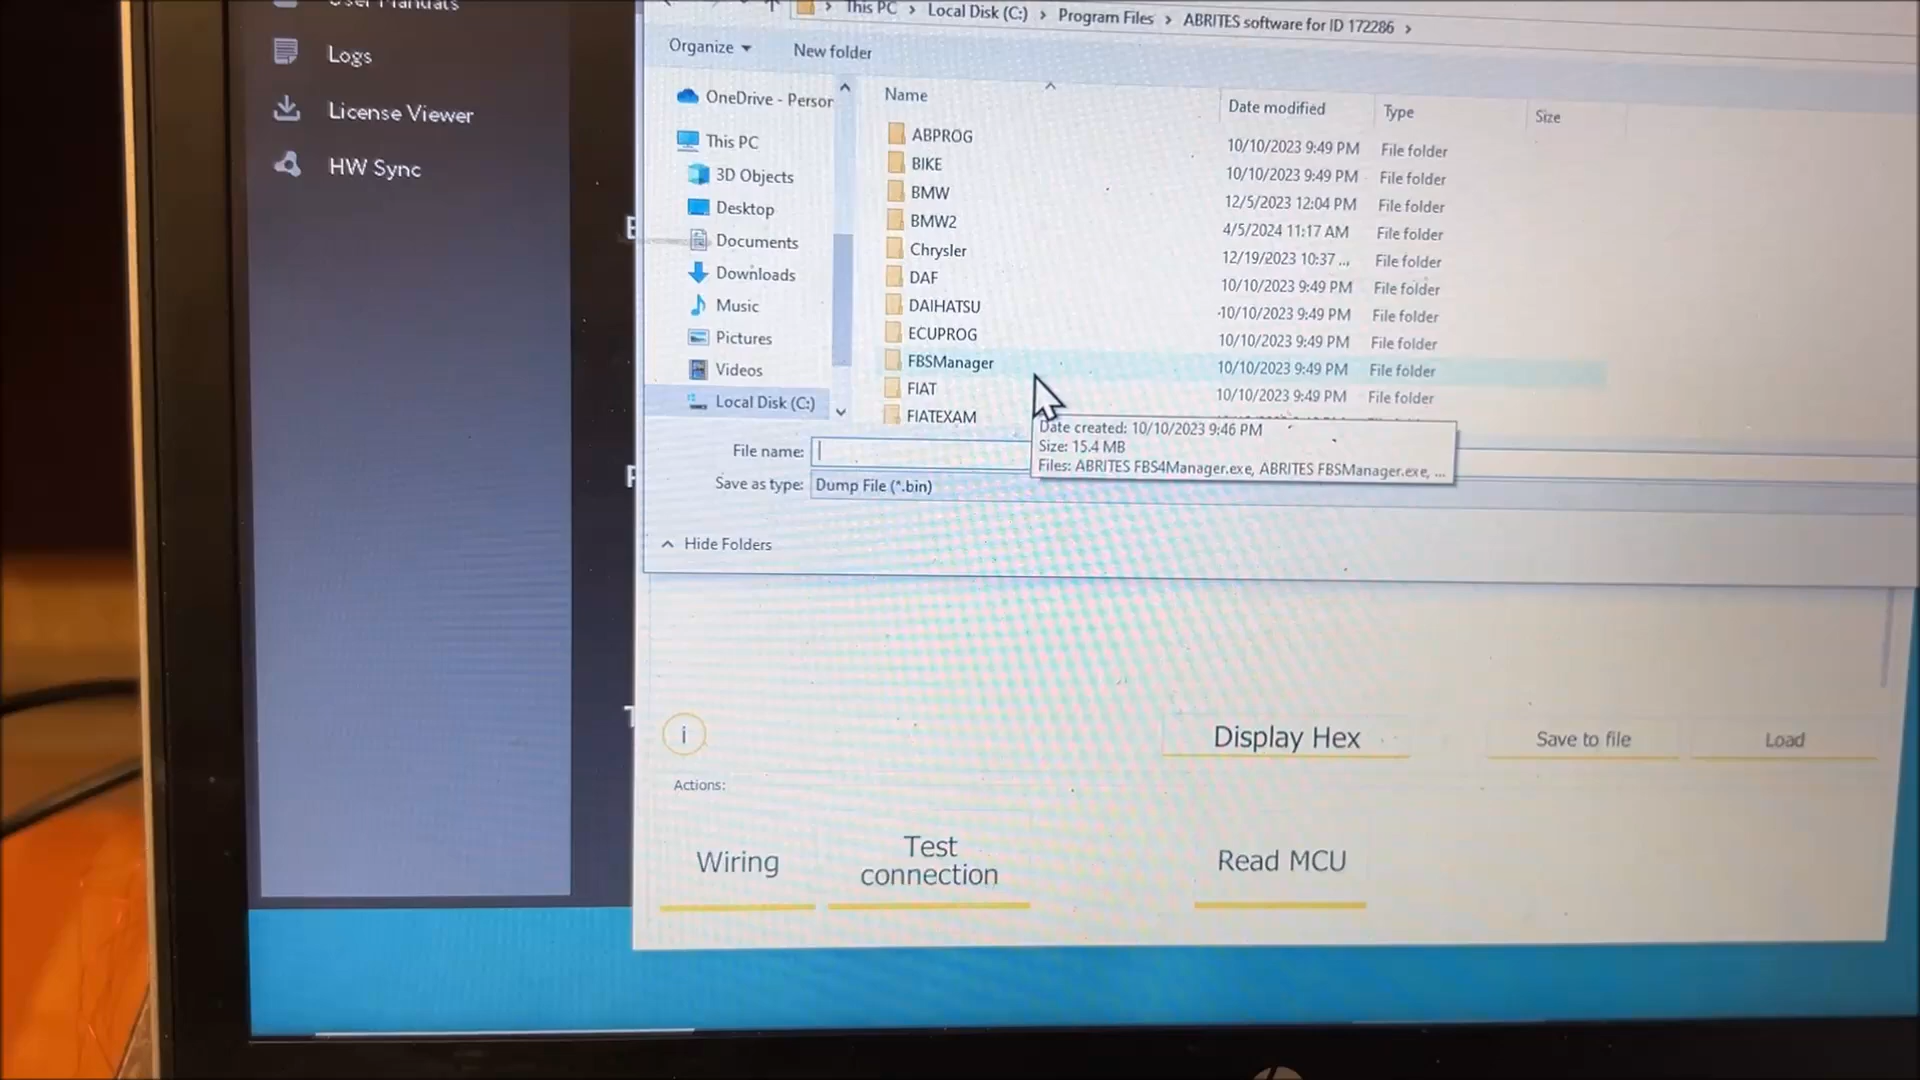 User Manuals
Logs
License Viewer
HW Sync
This PC > Local Disk (C:) > Program Files > ABRITES software for ID 172286 >
Organize New folder
OneDrive - Person
This PC
3D Objects
Desktop
Documents
Downloads
Music
Pictures
Videos
Local Disk (C:)
Name Date modified Type Size
ABPROG 10/10/2023 9:49 PM File folder
BIKE 10/10/2023 9:49 PM File folder
BMW 12/5/2023 12:04 PM File folder
BMW2 4/5/2024 11:17 AM File folder
Chrysler 12/19/2023 10:37 ... File folder
DAF 10/10/2023 9:49 PM File folder
DAIHATSU 10/10/2023 9:49 PM File folder
ECUPROG 10/10/2023 9:49 PM File folder
FBSManager 10/10/2023 9:49 PM File folder
FIAT 10/10/2023 9:49 PM File folder
FIATEXAM
Date created: 10/10/2023 9:46 PM
Size: 15.4 MB
Files: ABRITES FBS4Manager.exe, ABRITES FBSManager.exe, ...
File name:
Save as type: Dump File (*.bin)
Hide Folders
i
Display Hex Save to file Load
Actions:
Wiring
Test
connection
Read MCU